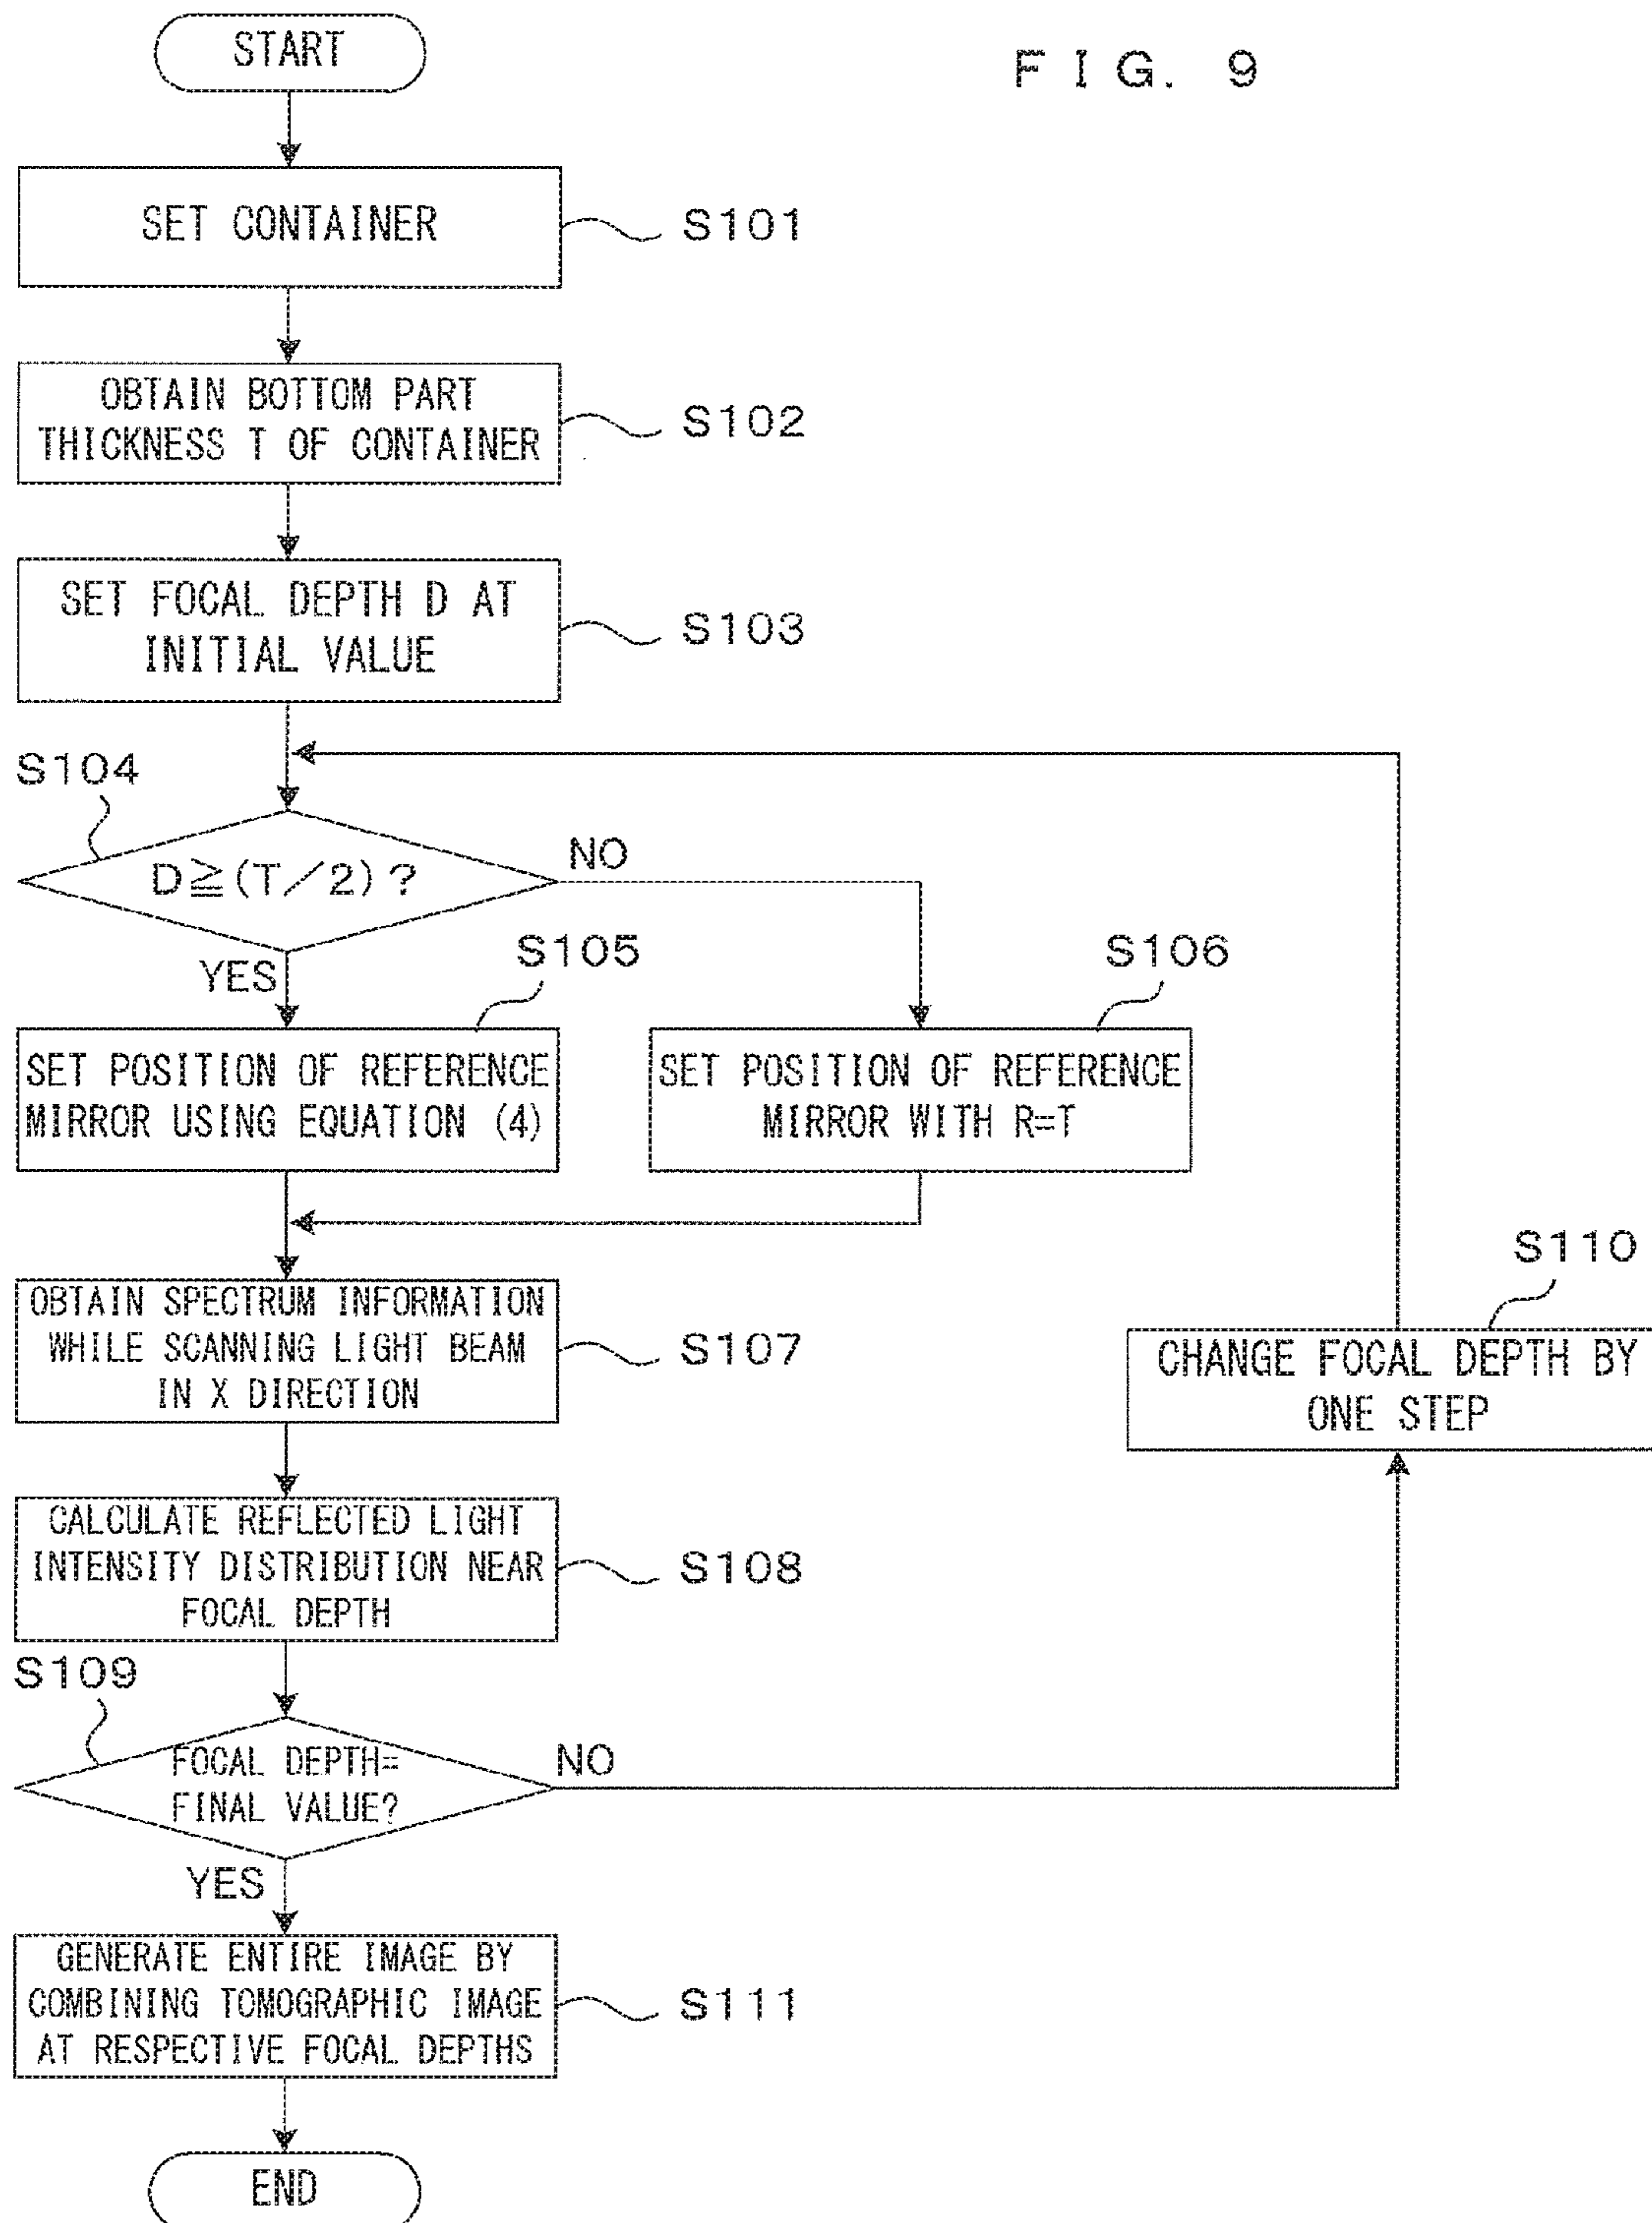 START
F I G. 9
SET CONTAINER
S101
OBTAIN BOTTOM PART
THICKNESS T OF CONTAINER
S102
SET FOCAL DEPTH D AT
INITIAL VALUE
S103
S104
D≧(T/2)?
NO
YES
S105
S106
SET POSITION OF REFERENCE
MIRROR USING EQUATION (4)
SET POSITION OF REFERENCE
MIRROR WITH R=T
OBTAIN SPECTRUM INFORMATION
WHILE SCANNING LIGHT BEAM
IN X DIRECTION
S107
S110
CHANGE FOCAL DEPTH BY
ONE STEP
CALCULATE REFLECTED LIGHT
INTENSITY DISTRIBUTION NEAR
FOCAL DEPTH
S108
S109
FOCAL DEPTH=
FINAL VALUE?
NO
YES
GENERATE ENTIRE IMAGE BY
COMBINING TOMOGRAPHIC IMAGE
AT RESPECTIVE FOCAL DEPTHS
S111
END